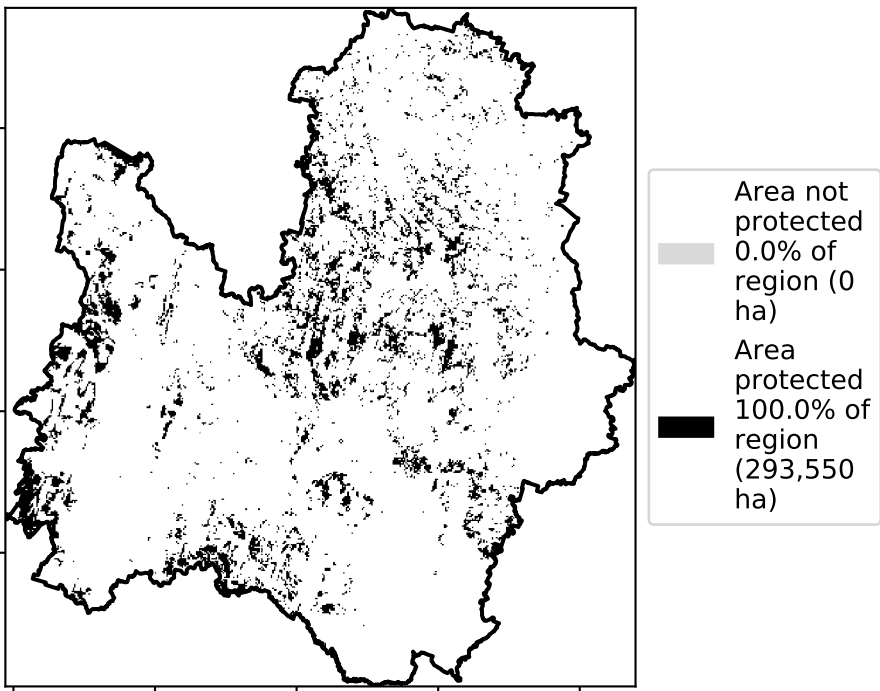 Area not
protected
0.0% of
region (0
ha)
Area
protected
100.0% of
region
(293,550
ha)